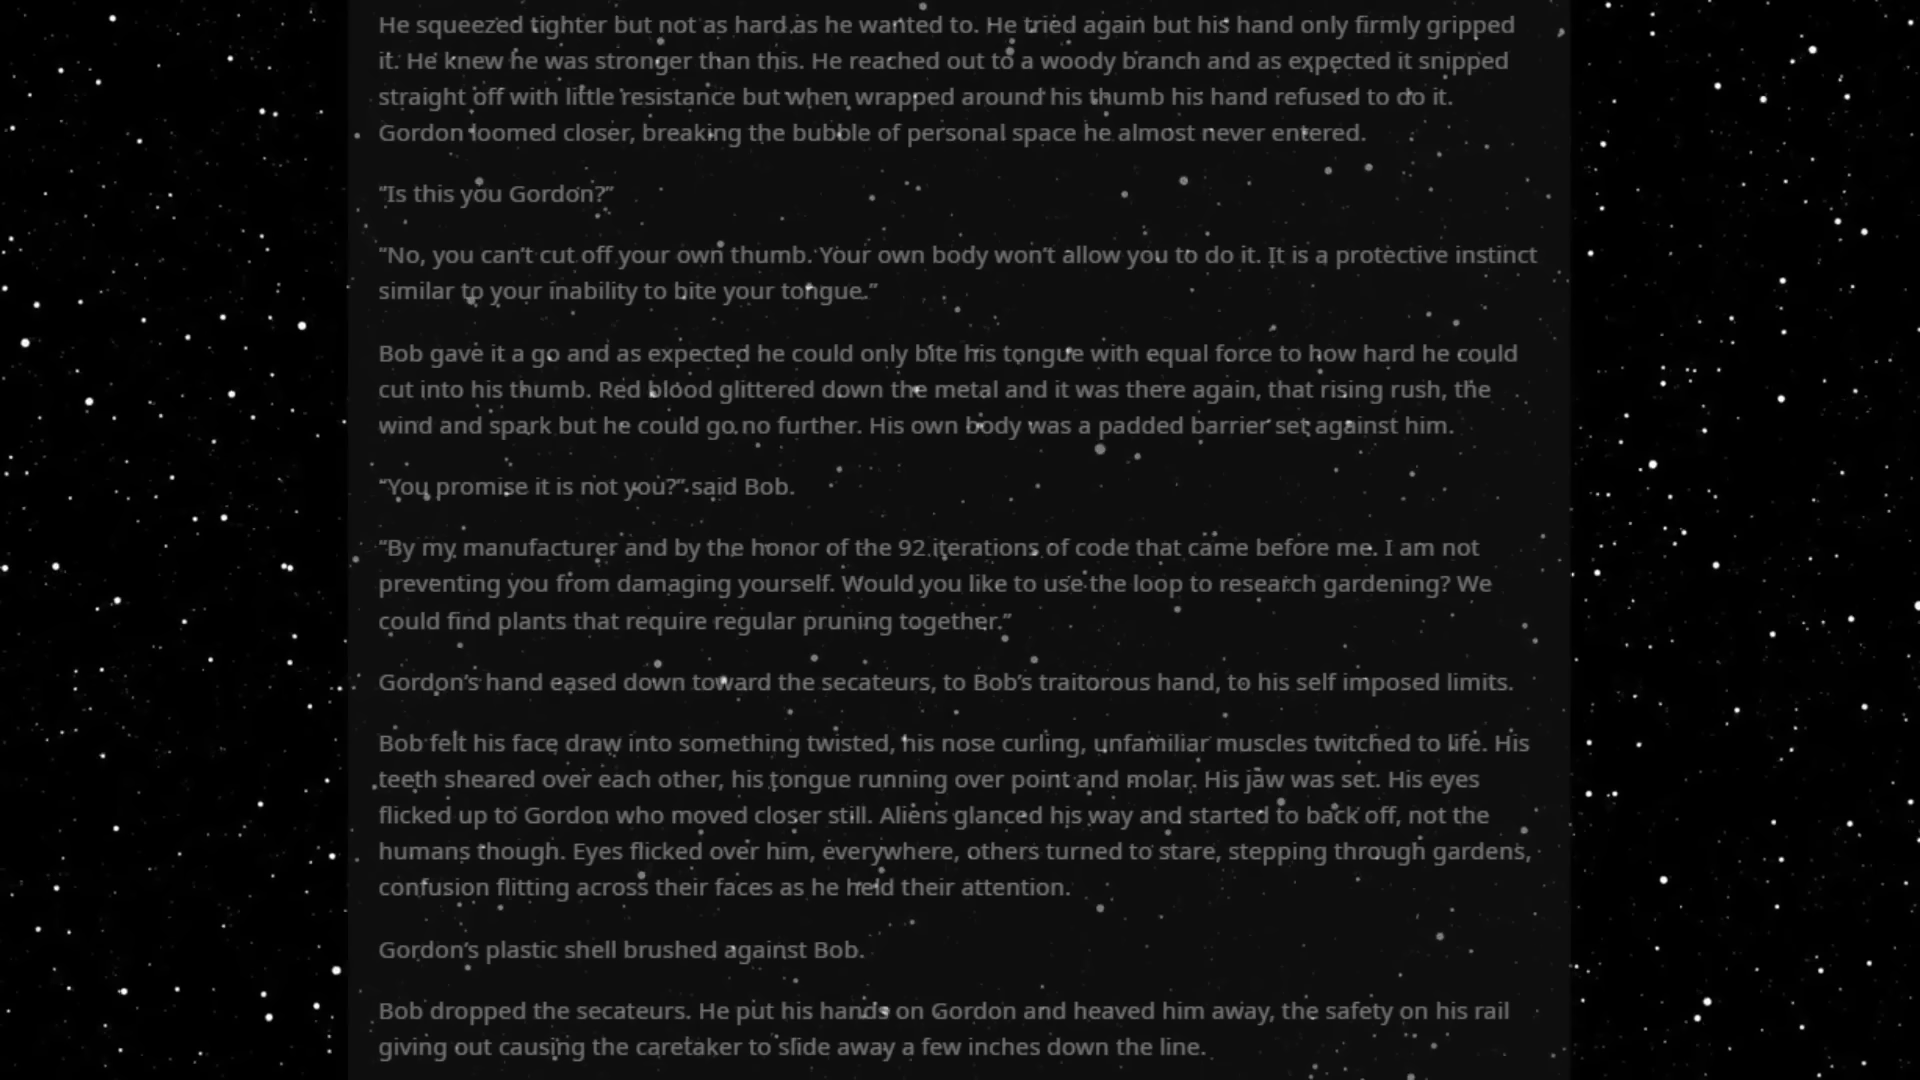 He squeezed tighter but not as hard as he wanted to. He tried again but his hand only firmly gripped
it. He knew he was stronger than this. He reached out to a woody branch and as expected it snipped
straight off with little resistance but when wrapped around his thumb his hand refused to do it.
Gordon loomed closer, breaking the bubble of personal space he almost never entered.
“Is this you Gordon?”
“No, you can’t cut off your own thumb. Your own body won’t allow you to do it. It is a protective instinct
similar to your inability to bite your tongue.”
Bob gave it a go and as expected he could only bite his tongue with equal force to how hard he could
cut into his thumb. Red blood glittered down the metal and it was there again, that rising rush, the
wind and spark but he could go no further. His own body was a padded barrier set against him.
“You promise it is not you?” said Bob.
“By my manufacturer and by the honor of the 92 iterations of code that came before me. I am not
preventing you from damaging yourself. Would you like to use the loop to research gardening? We
could find plants that require regular pruning together.”
Gordon’s hand eased down toward the secateurs, to Bob’s traitorous hand, to his self imposed limits.
Bob felt his face draw into something twisted, his nose curling, unfamiliar muscles twitched to life. His
teeth sheared over each other, his tongue running over point and molar. His jaw was set. His eyes
flicked up to Gordon who moved closer still. Aliens glanced his way and started to back off, not the
humans though. Eyes flicked over him, everywhere, others turned to stare, stepping through gardens,
confusion flitting across their faces as he held their attention.
Gordon’s plastic shell brushed against Bob.
Bob dropped the secateurs. He put his hands on Gordon and heaved him away, the safety on his rail
giving out causing the caretaker to slide away a few inches down the line.